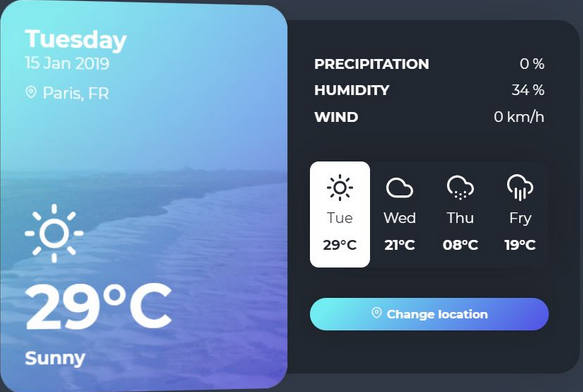 Tuesday
15 Jan 2019
Paris, FR
29°C
Sunny
PRECIPITATION 0 %
HUMIDITY 34 %
WIND 0 km/h
Tue Wed Thu Fry
29°C 21°C 08°C 19°C
Change location